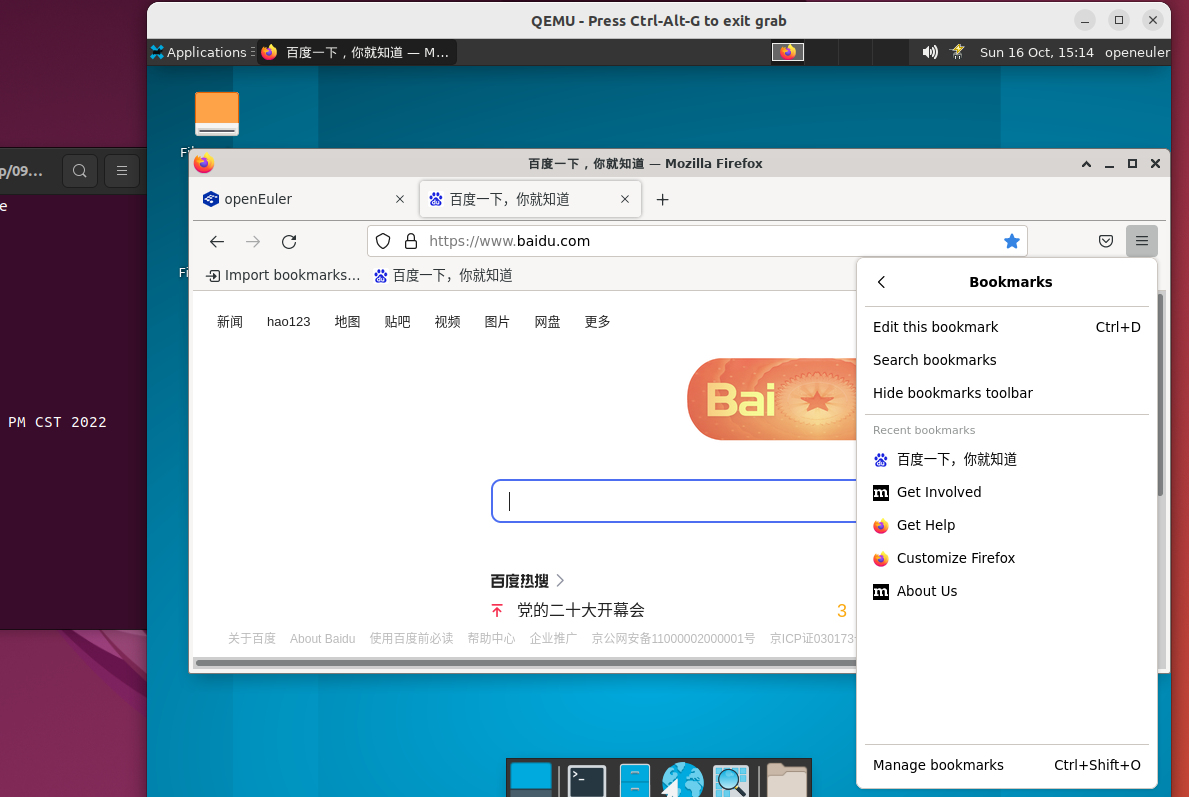 QEMU - Press Ctrl-Alt-G to exit grab
Applications
百度一下，你就知道 — M...
Sun 16 Oct, 15:14
openeuler
p/09...
e
PM CST 2022
百度一下，你就知道 — Mozilla Firefox
openEuler
百度一下，你就知道
https://www.baidu.com
Import bookmarks...
百度一下，你就知道
新闻 hao123 地图 贴吧 视频 图片 网盘 更多
Bai
百度热搜
党的二十大开幕会
3
关于百度 About Baidu 使用百度前必读 帮助中心 企业推广 京公网安备11000002000001号 京ICP证030173
Bookmarks
Edit this bookmark Ctrl+D
Search bookmarks
Hide bookmarks toolbar
Recent bookmarks
百度一下，你就知道
m Get Involved
Get Help
Customize Firefox
m About Us
Manage bookmarks Ctrl+Shift+O